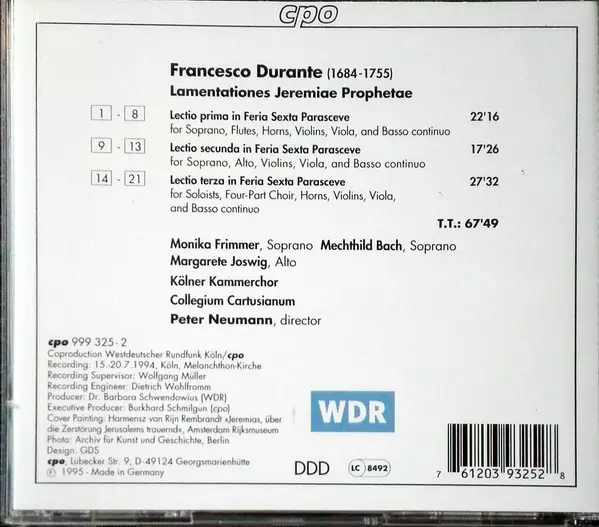 cpo
Francesco Durante (1684-1755)
Lamentationes Jeremiae Prophetae
1 - 8 Lectio prima in Feria Sexta Parasceve 22'16
for Soprano, Flutes, Horns, Violins, Viola, and Basso continuo
9 - 13 Lectio secunda in Feria Sexta Parasceve 17'26
for Soprano, Alto, Violins, Viola, and Basso continuo
14 - 21 Lectio terza in Feria Sexta Parasceve 27'32
for Soloists, Four-Part Choir, Horns, Violins, Viola,
and Basso continuo
T.T.: 67'49
Monika Frimmer, Soprano Mechthild Bach, Soprano
Margarete Joswig, Alto
Kölner Kammerchor
Collegium Cartusianum
Peter Neumann, director
cpo 999 325-2
Coproduction Westdeutscher Rundfunk Köln/cpo
Recording: 15.-20.7.1994, Köln, Melanchthon-Kirche
Recording Supervisor: Wolfgang Müller
Recording Engineer: Dietrich Wohlfromm
Producer: Dr. Barbara Schwendowius (WDR)
Executive Producer: Burkhard Schmilgun (cpo)
Cover Painting: Harmensz van Rijn Rembrandt »Jeremias, über
die Zerstörung Jerusalems trauernd«, Amsterdam Rijksmuseum
Photo: Archiv für Kunst und Geschichte, Berlin
Design: GDS
cpo, Lübecker Str. 9, D-49124 Georgsmarienhütte
℗ 1995 - Made in Germany
WDR
DDD
LC 8492
7 61203 93252 8